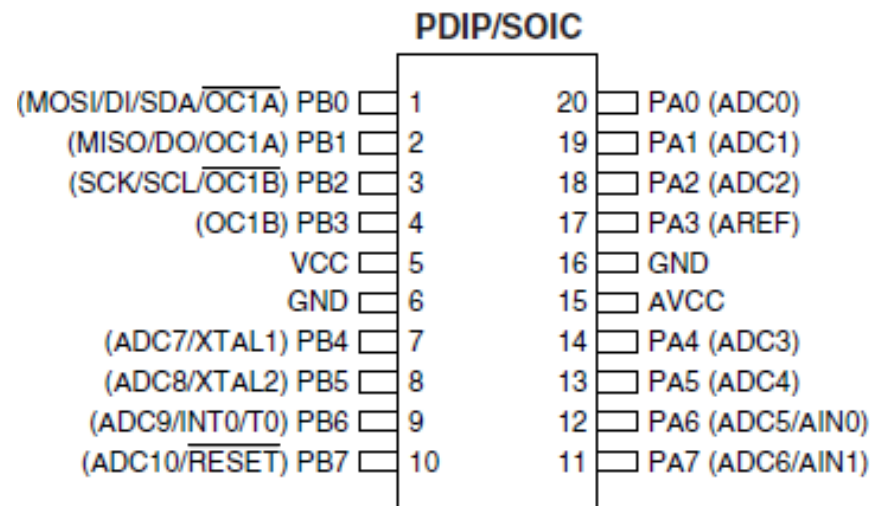 PDIP/SOIC
(MOSI/DI/SDA/OC1A) PB0 1 20 PA0 (ADC0)
(MISO/DO/OC1A) PB1 2 19 PA1 (ADC1)
(SCK/SCL/OC1B) PB2 3 18 PA2 (ADC2)
(OC1B) PB3 4 17 PA3 (AREF)
VCC 5 16 GND
GND 6 15 AVCC
(ADC7/XTAL1) PB4 7 14 PA4 (ADC3)
(ADC8/XTAL2) PB5 8 13 PA5 (ADC4)
(ADC9/INT0/T0) PB6 9 12 PA6 (ADC5/AIN0)
(ADC10/RESET) PB7 10 11 PA7 (ADC6/AIN1)